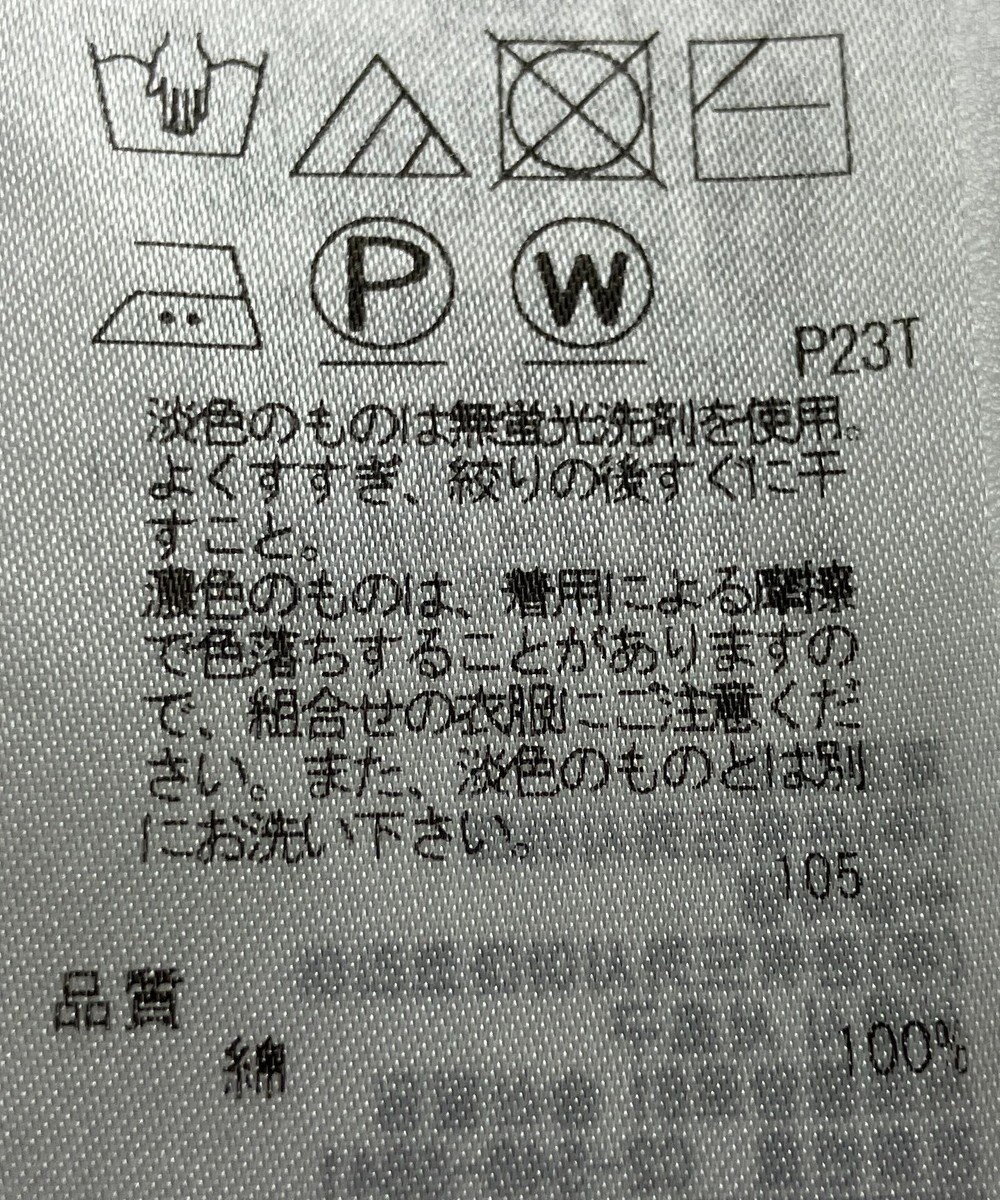 P W
P23T
淡色のものは無蛍光洗剤を使用。
よくすすぎ、絞りの後すぐに干
すこと。
濃色のものは、着用による摩擦
で色落ちすることがありますの
で、組合せの衣服にご注意くだ
さい。また、淡色のものとは別
にお洗い下さい。
105
品質
綿 100%